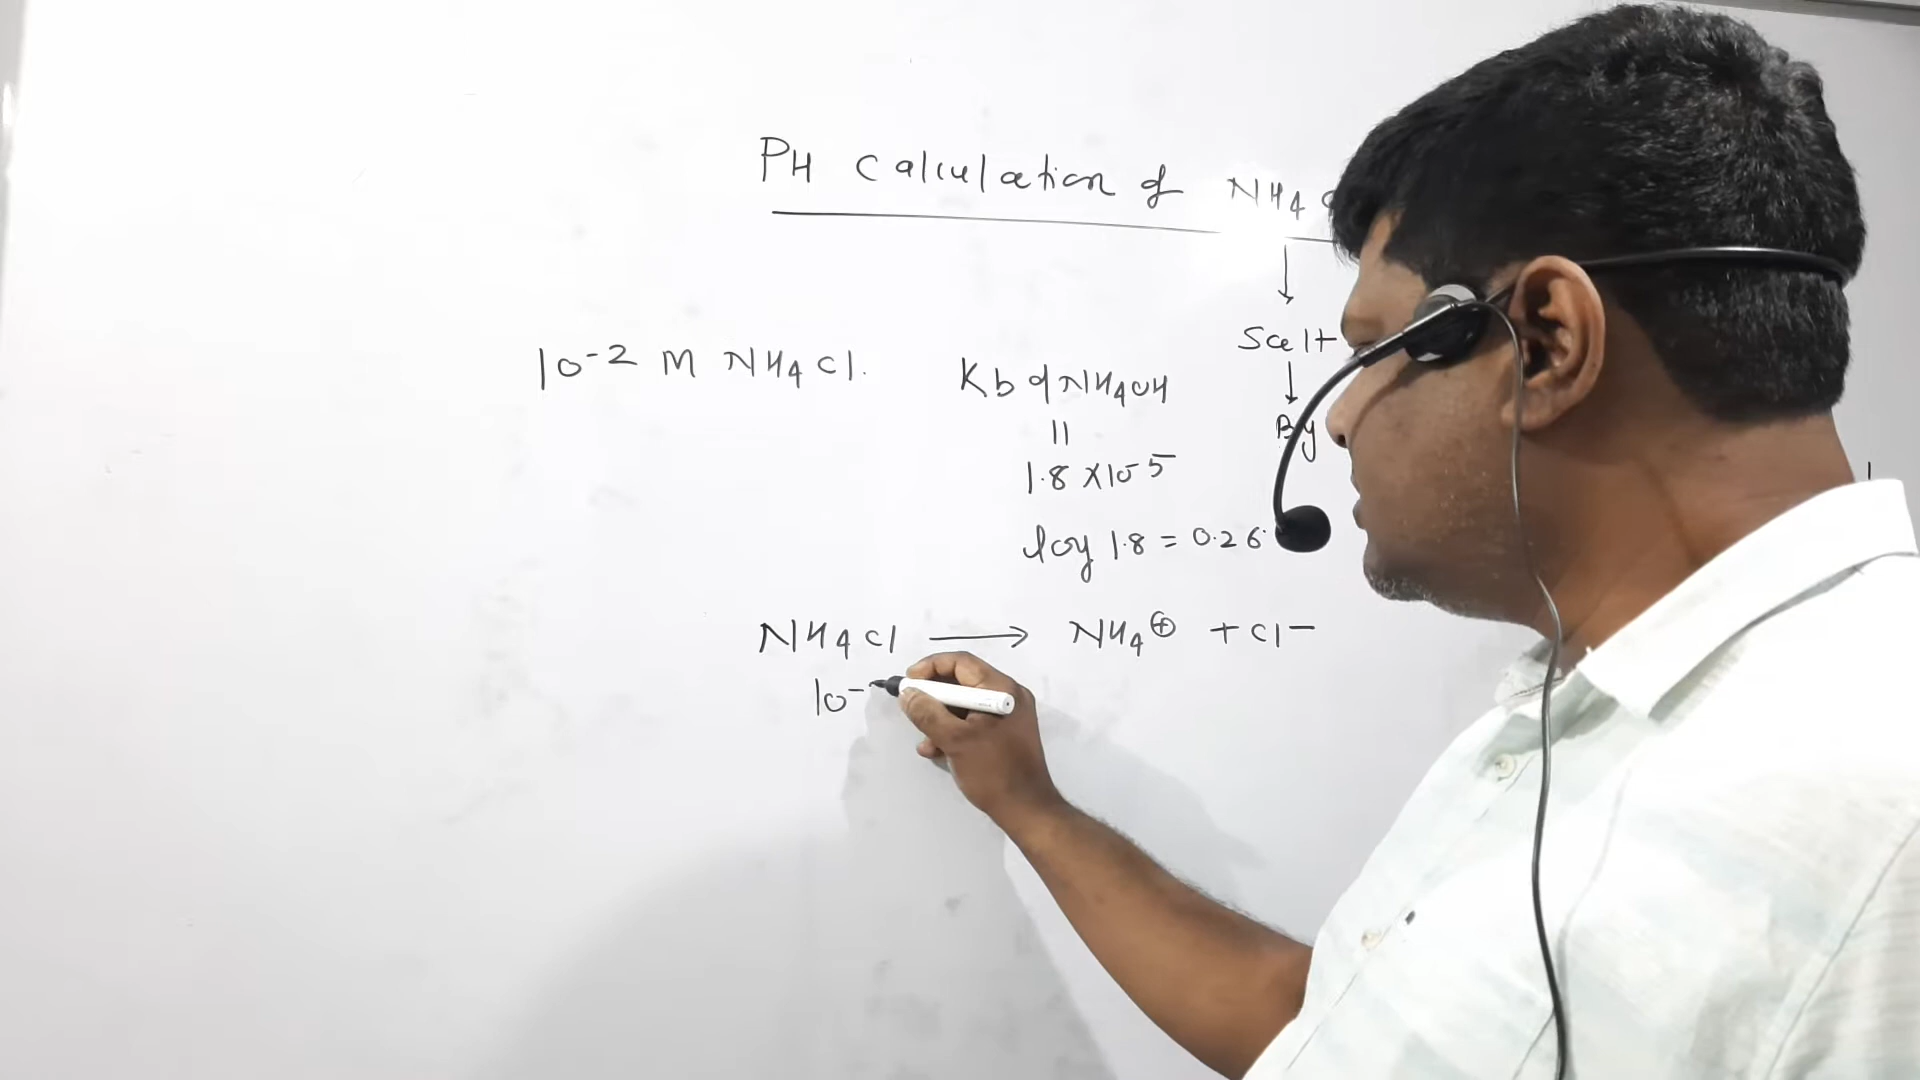 PH calculation of NH4
↓
Salt
↓
By
10-2 M NH4Cl.
Kb of NH4OH
||
1.8 x 10-5
log 1.8 = 0.26
NH4Cl → NH4⊕ + Cl-
10-